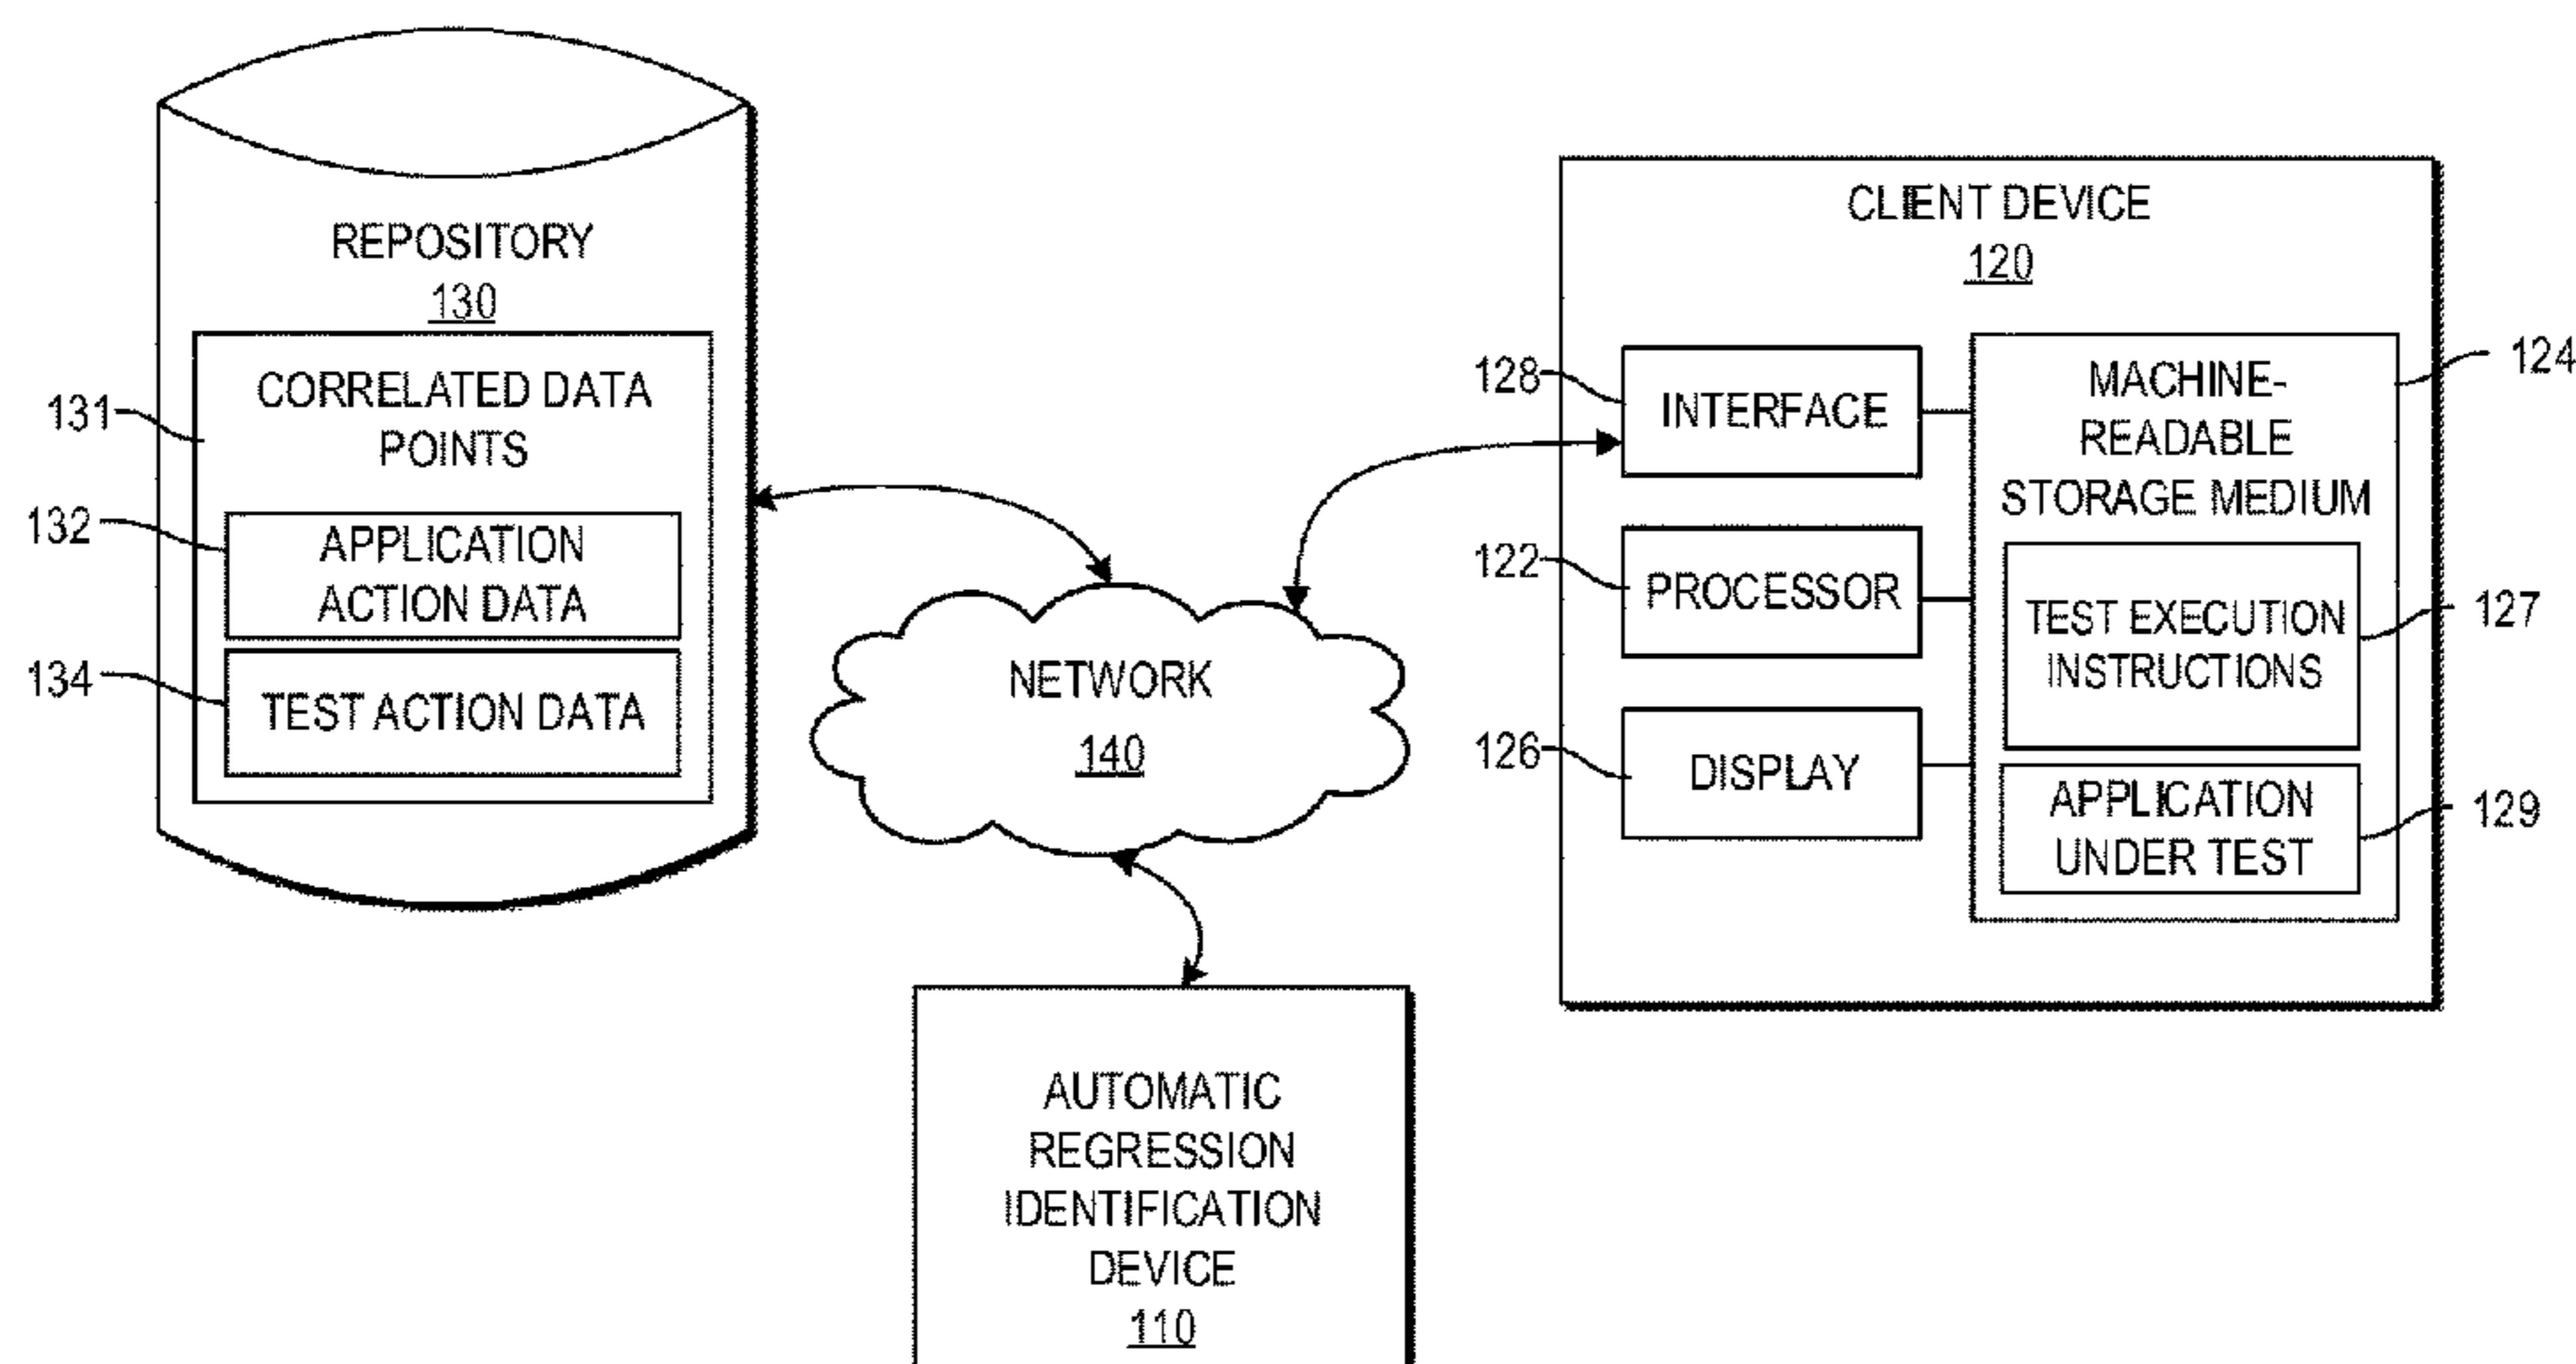 REPOSITORY
130
CORRELATED DATA
POINTS
131
132
APPLICATION
ACTION DATA
134
TEST ACTION DATA
NETWORK
140
AUTOMATIC
REGRESSION
IDENTIFICATION
DEVICE
110
CLIENT DEVICE
120
128
INTERFACE
122
PROCESSOR
126
DISPLAY
MACHINE-
READABLE
STORAGE MEDIUM
124
TEST EXECUTION
INSTRUCTIONS
127
APPLICATION
UNDER TEST
129